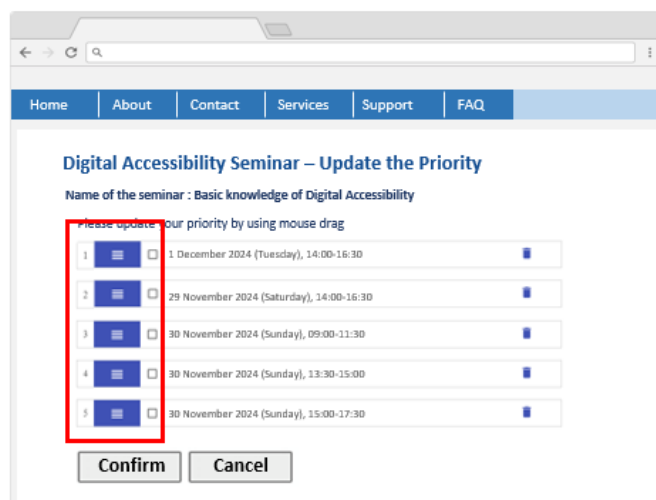 Home About Contact Services Support FAQ
Digital Accessibility Seminar – Update the Priority
Name of the seminar : Basic knowledge of Digital Accessibility
Please update your priority by using mouse drag
1 1 December 2024 (Tuesday), 14:00-16:30
2 29 November 2024 (Saturday), 14:00-16:30
3 30 November 2024 (Sunday), 09:00-11:30
4 30 November 2024 (Sunday), 13:30-15:00
5 30 November 2024 (Sunday), 15:00-17:30
Confirm Cancel